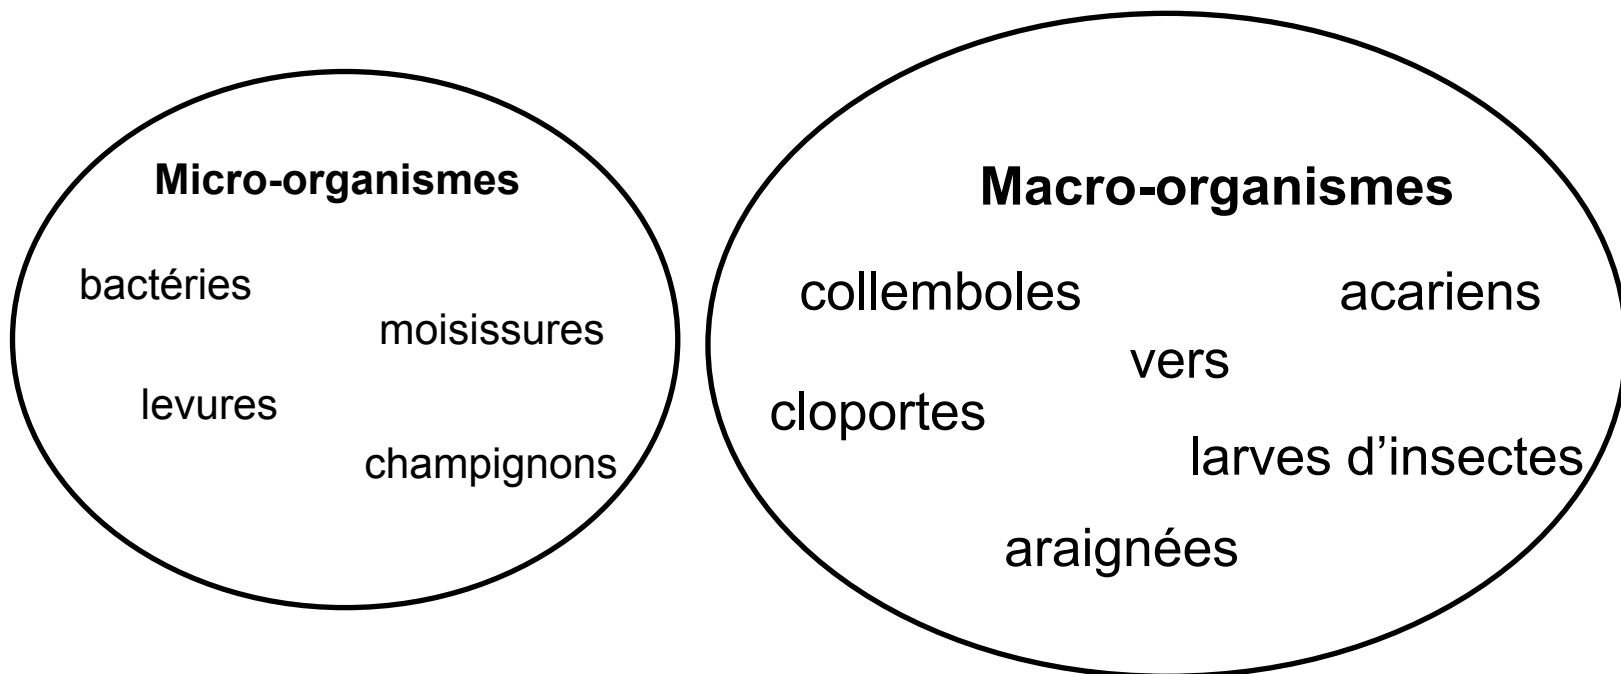 Micro-organismes
bactéries
moisissures
levures
champignons
Macro-organismes
collemboles
acariens
vers
cloportes
larves d’insectes
araignées